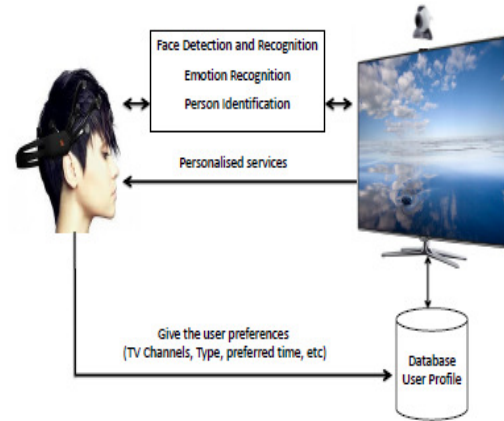 Face Detection and Recognition
Emotion Recognition
Person Identification
Personalised services
Give the user preferences
(TV Channels, Type, preferred time, etc)
Database
User Profile